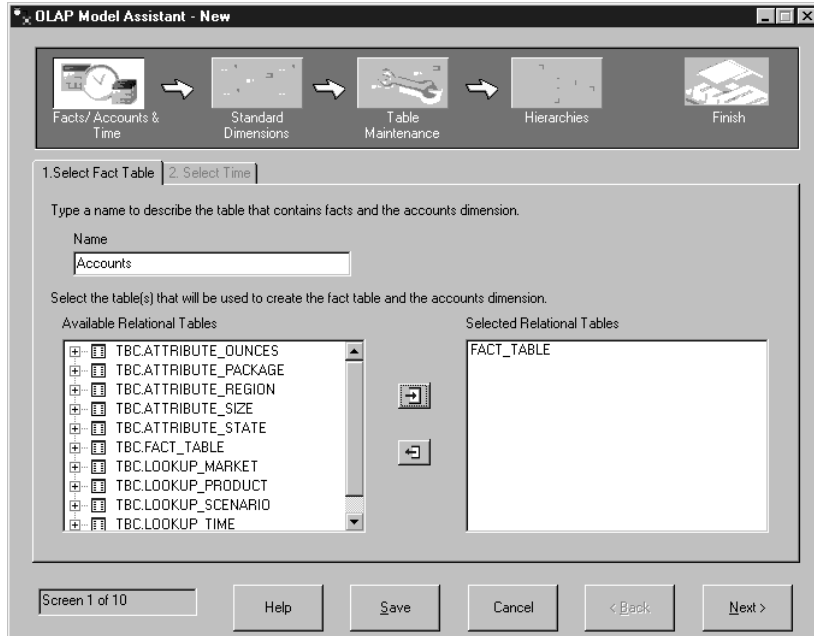 OLAP Model Assistant - New
Facts/ Accounts &
Time
Standard
Dimensions
Table
Maintenance
Hierarchies
Finish
1.Select Fact Table
2. Select Time
Type a name to describe the table that contains facts and the accounts dimension.
Name
Accounts
Select the table(s) that will be used to create the fact table and the accounts dimension.
Available Relational Tables
TBC.ATTRIBUTE_OUNCES
TBC.ATTRIBUTE_PACKAGE
TBC.ATTRIBUTE_REGION
TBC.ATTRIBUTE_SIZE
TBC.ATTRIBUTE_STATE
TBC.FACT_TABLE
TBC.LOOKUP_MARKET
TBC.LOOKUP_PRODUCT
TBC.LOOKUP_SCENARIO
TBC.LOOKUP_TIME
Selected Relational Tables
FACT_TABLE
Screen 1 of 10
Help
Save
Cancel
< Back
Next >